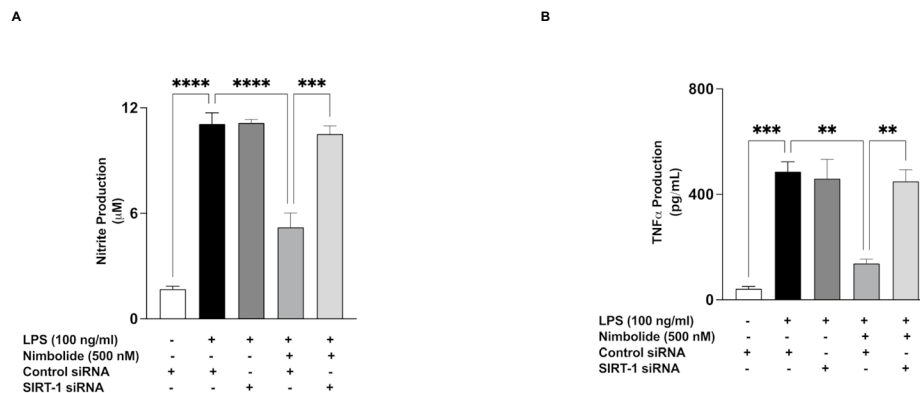 A
B
**** **** ***
12
6
0
Nitrite Production
(μM)
LPS (100 ng/ml) - + + + +
Nimbolide (500 nM) - - - + +
Control siRNA + + - + -
SIRT-1 siRNA - - + - +
*** ** **
800
400
0
TNFα Production
(pg/mL)
LPS (100 ng/ml) - + + + +
Nimbolide (500 nM) - - - + +
Control siRNA + + - + -
SIRT-1 siRNA - - + - +